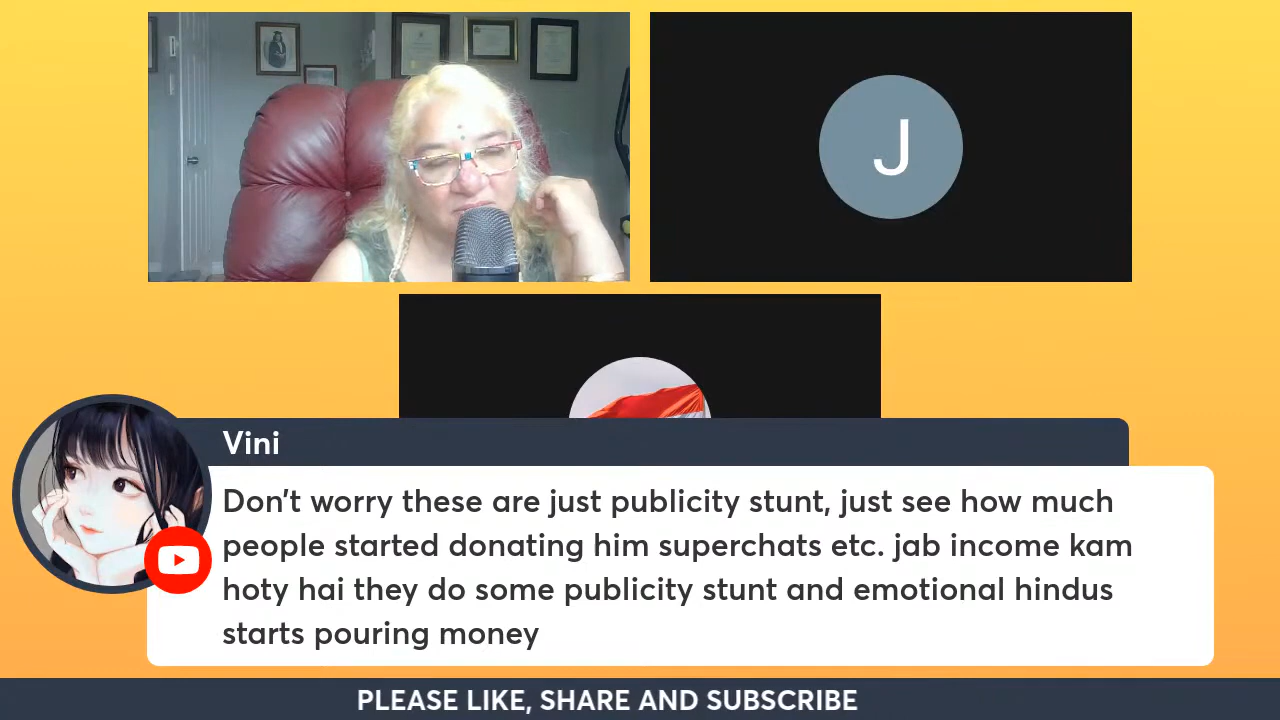 J
Vini
Don't worry these are just publicity stunt, just see how much
people started donating him superchats etc. jab income kam
hoty hai they do some publicity stunt and emotional hindus
starts pouring money
PLEASE LIKE, SHARE AND SUBSCRIBE